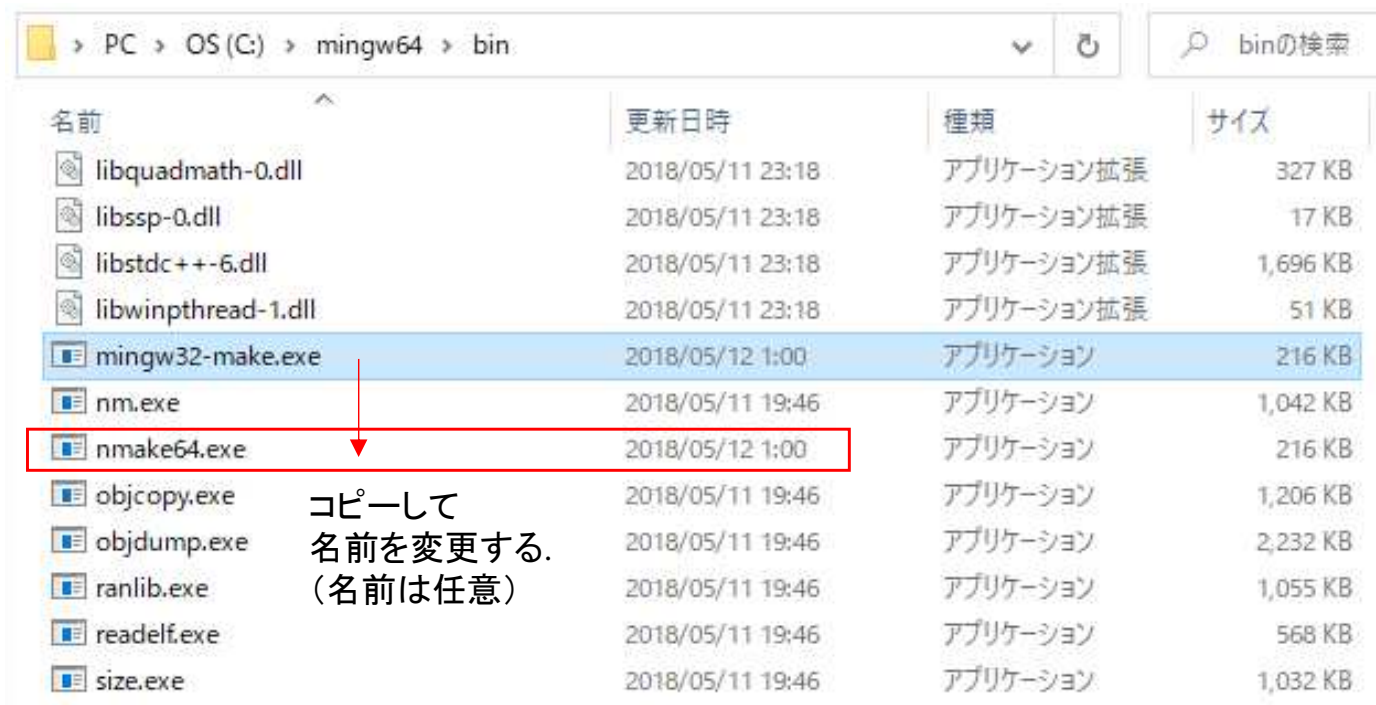 PC › OS (C:) › mingw64 › bin binの検索
名前 更新日時 種類 サイズ
libquadmath-0.dll 2018/05/11 23:18 アプリケーション拡張 327 KB
libssp-0.dll 2018/05/11 23:18 アプリケーション拡張 17 KB
libstdc++-6.dll 2018/05/11 23:18 アプリケーション拡張 1,696 KB
libwinpthread-1.dll 2018/05/11 23:18 アプリケーション拡張 51 KB
mingw32-make.exe 2018/05/12 1:00 アプリケーション 216 KB
nm.exe 2018/05/11 19:46 アプリケーション 1,042 KB
nmake64.exe 2018/05/12 1:00 アプリケーション 216 KB
objcopy.exe 2018/05/11 19:46 アプリケーション 1,206 KB
objdump.exe 2018/05/11 19:46 アプリケーション 2,232 KB
ranlib.exe 2018/05/11 19:46 アプリケーション 1,055 KB
readelf.exe 2018/05/11 19:46 アプリケーション 568 KB
size.exe 2018/05/11 19:46 アプリケーション 1,032 KB
コピーして
名前を変更する.
（名前は任意）